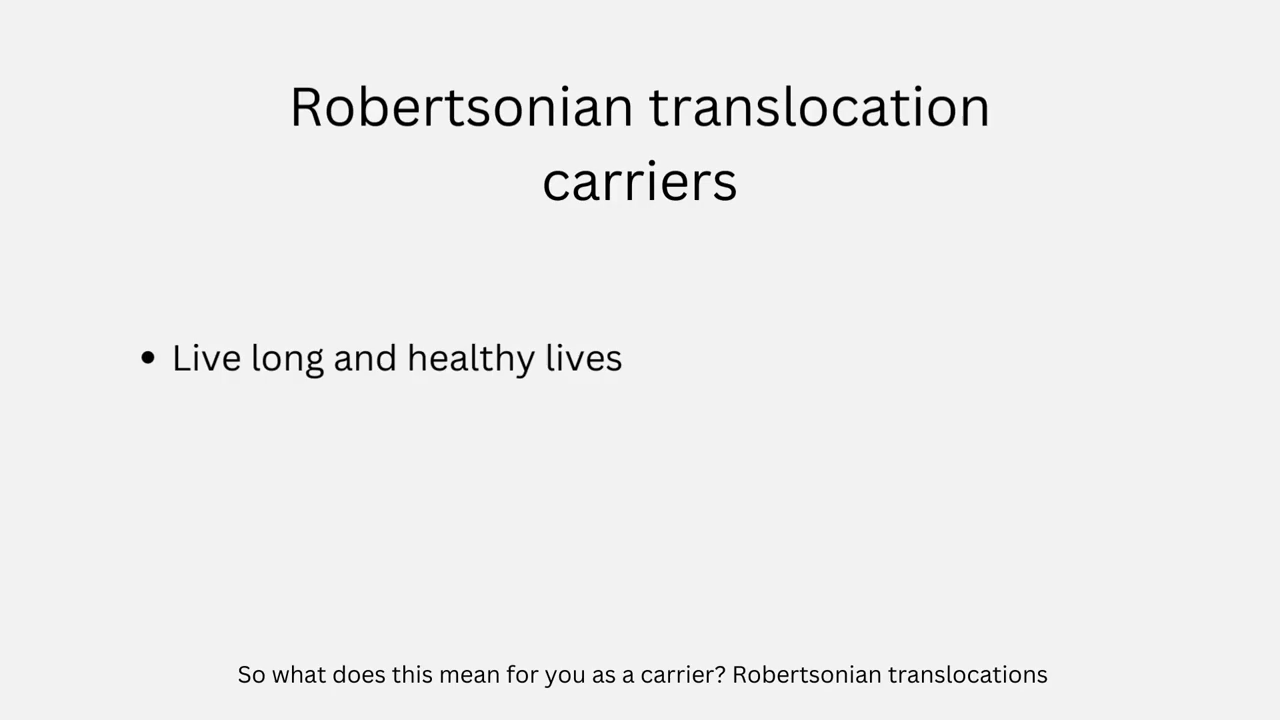 Robertsonian translocation
carriers
• Live long and healthy lives
So what does this mean for you as a carrier? Robertsonian translocations